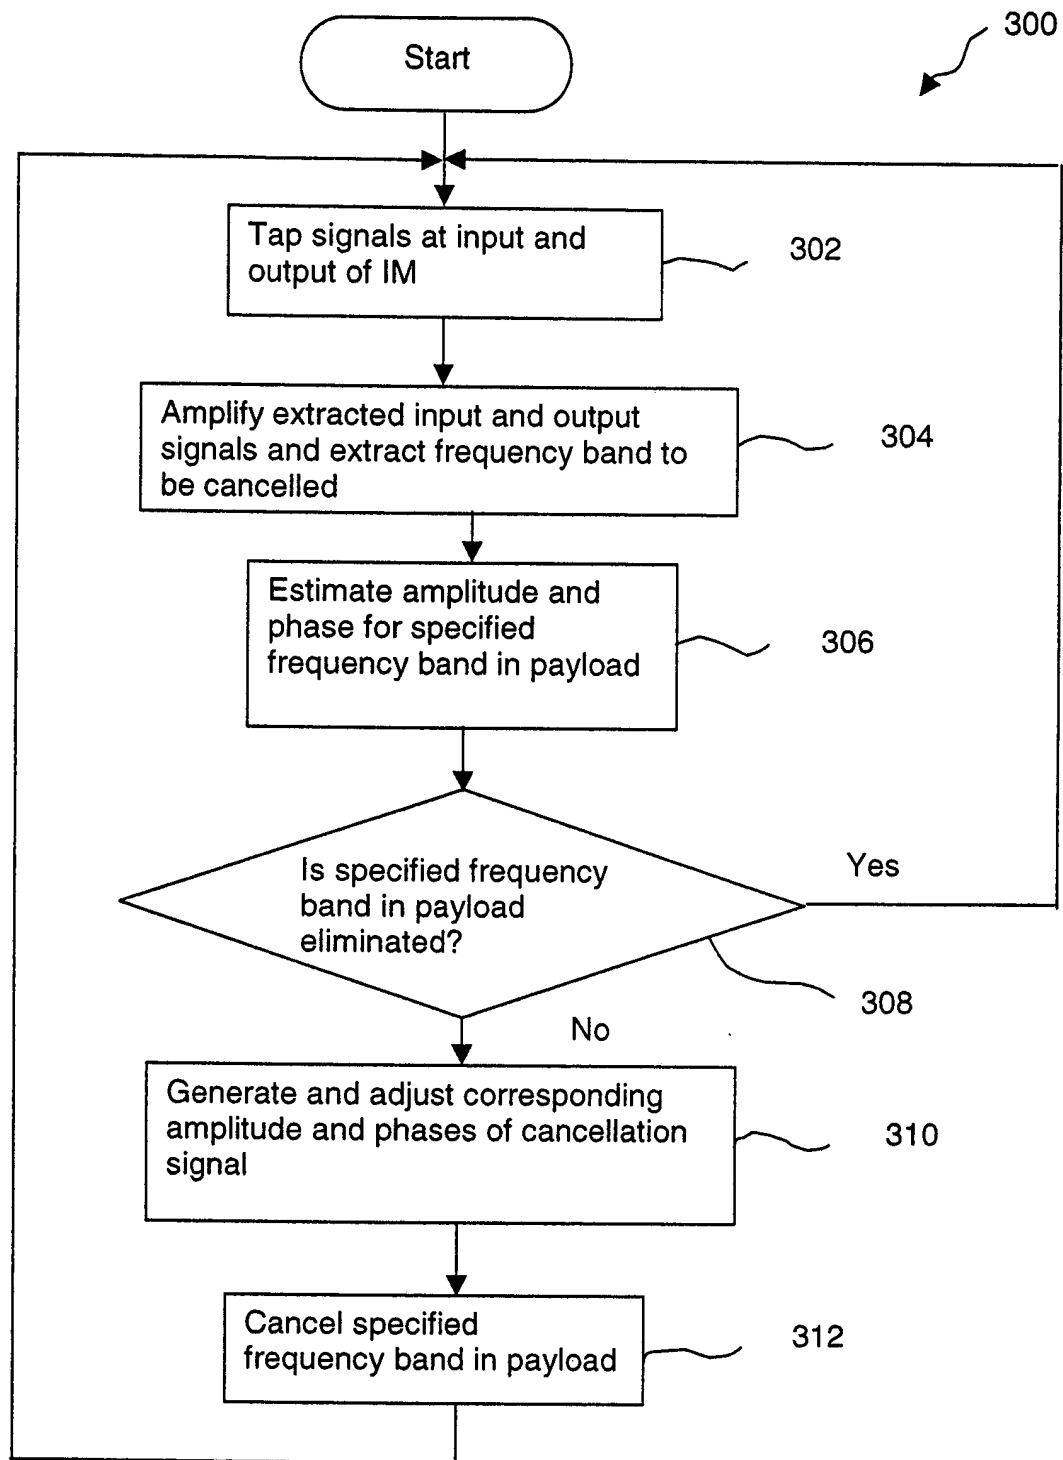 300
Start
Tap signals at input and
output of IM
302
Amplify extracted input and output
signals and extract frequency band to
be cancelled
304
Estimate amplitude and
phase for specified
frequency band in payload
306
Is specified frequency
band in payload
eliminated?
Yes
308
No
Generate and adjust corresponding
amplitude and phases of cancellation
signal
310
Cancel specified
frequency band in payload
312